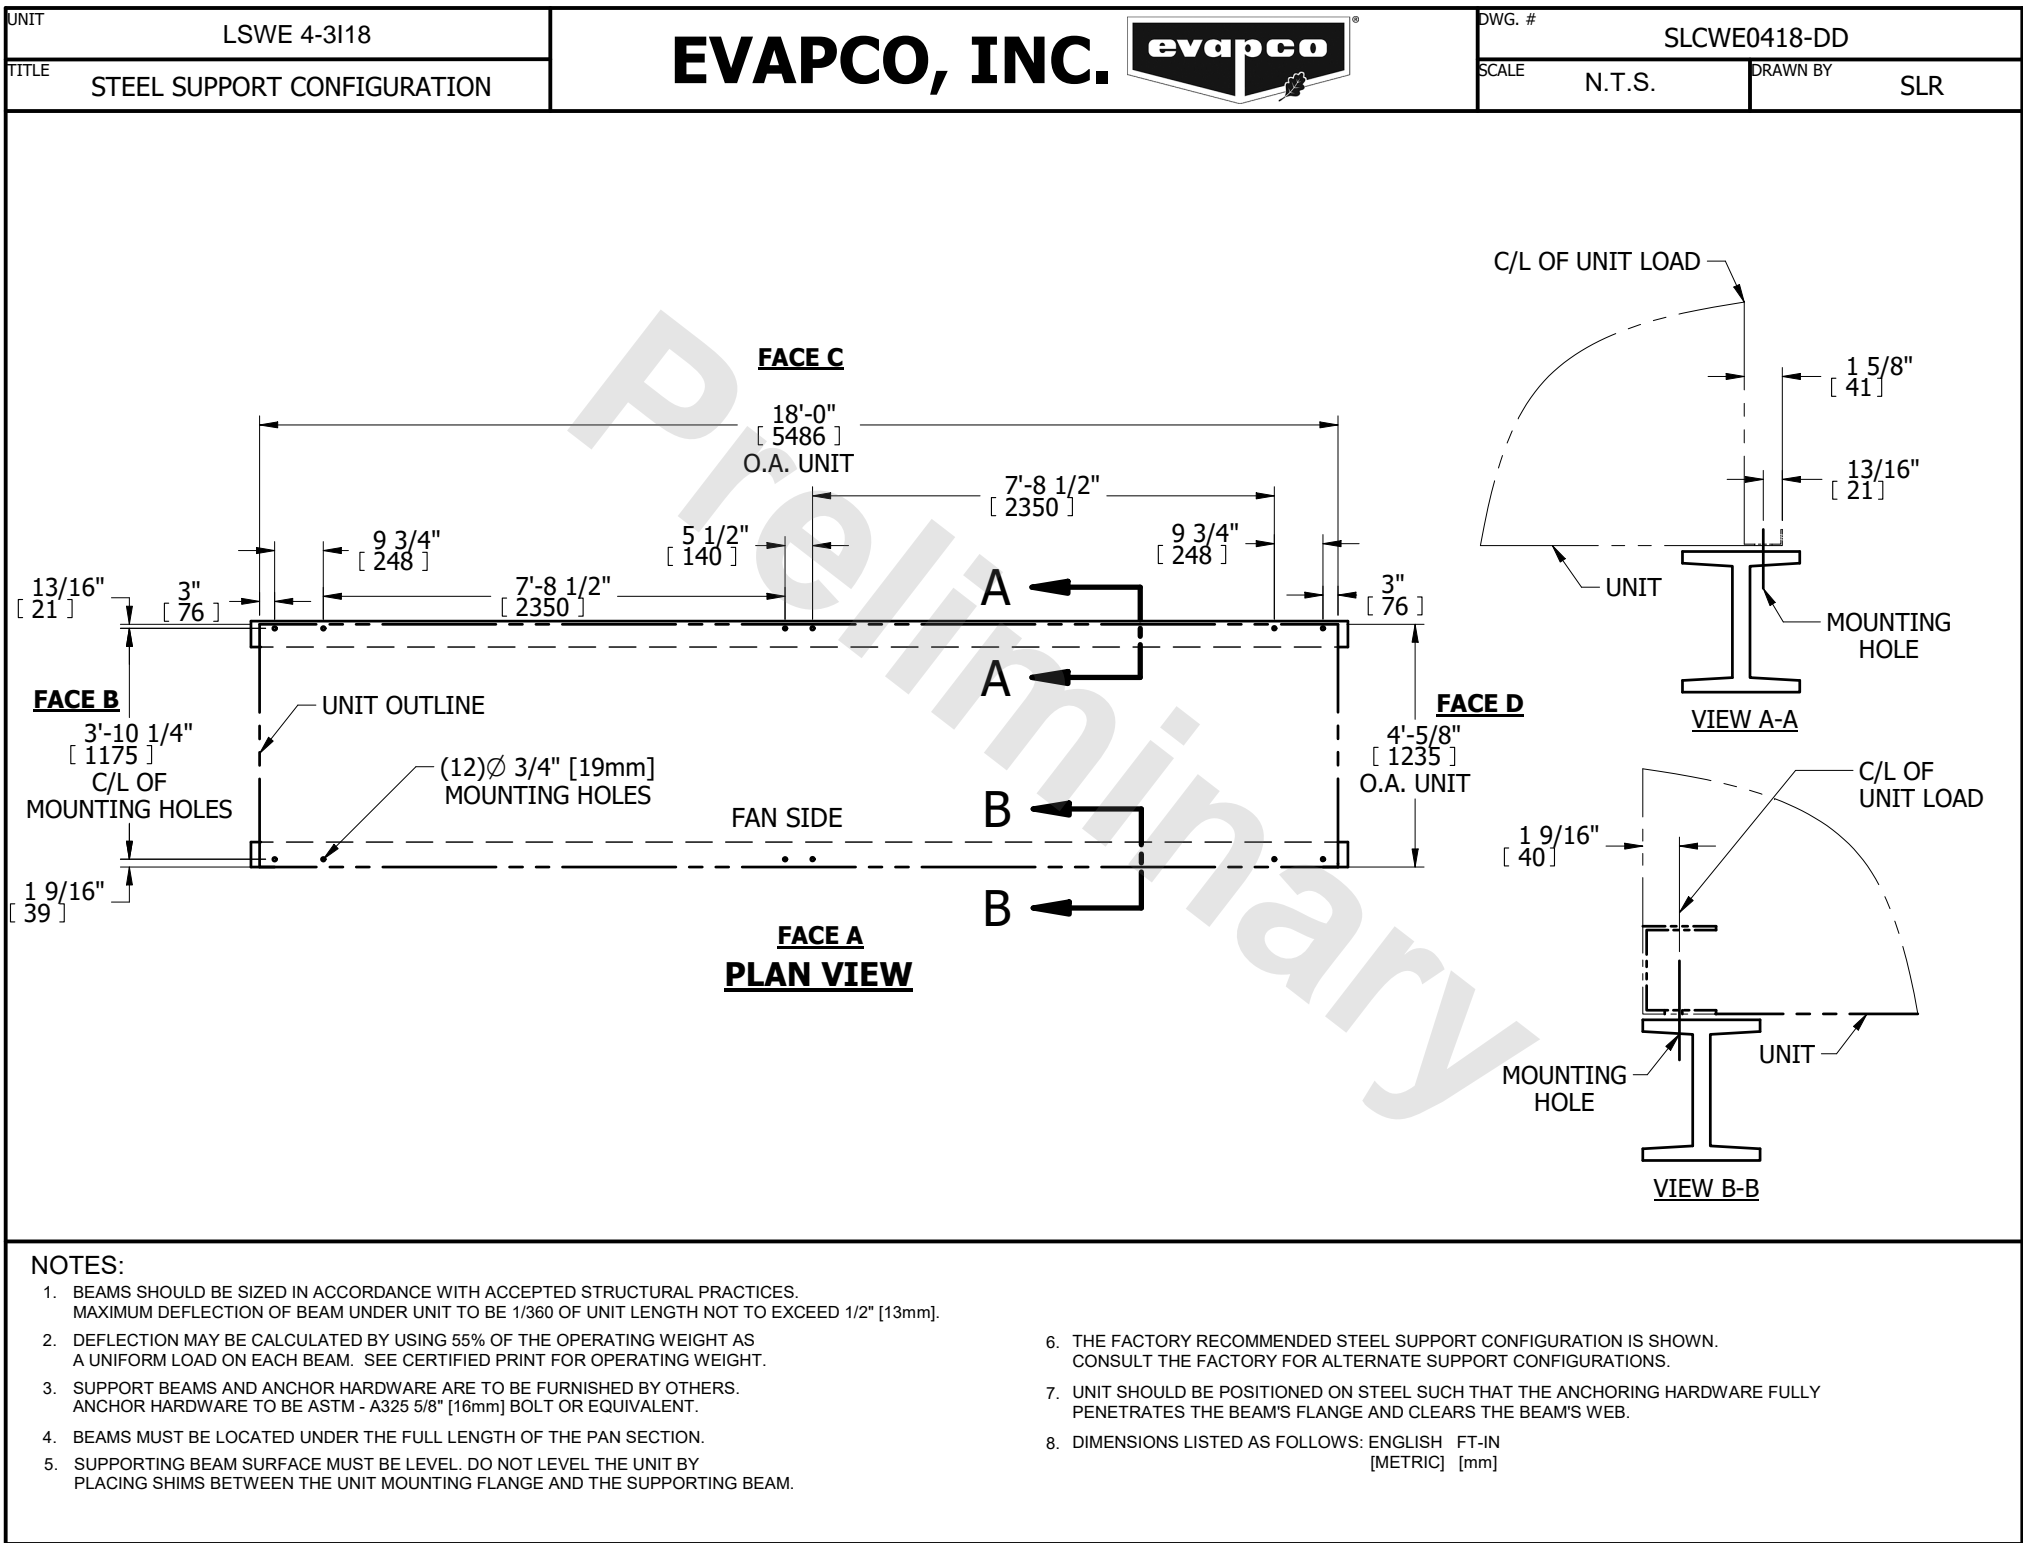 UNIT
LSWE 4-3I18
TITLE
STEEL SUPPORT CONFIGURATION
EVAPCO, INC.
evapco
®
DWG. #
SLCWE0418-DD
SCALE
N.T.S.
DRAWN BY
SLR
FACE C
18'-0"
[ 5486 ]
O.A. UNIT
7'-8 1/2"
[ 2350 ]
9 3/4"
[ 248 ]
5 1/2"
[ 140 ]
9 3/4"
[ 248 ]
13/16"
[ 21 ]
3"
[ 76 ]
7'-8 1/2"
[ 2350 ]
A
3"
[ 76 ]
A
FACE B
UNIT OUTLINE
FACE D
3'-10 1/4"
[ 1175 ]
C/L OF
MOUNTING HOLES
4'-5/8"
[ 1235 ]
O.A. UNIT
(12)∅ 3/4" [19mm]
MOUNTING HOLES
FAN SIDE
B
B
1 9/16"
[ 39 ]
FACE A
PLAN VIEW
Preliminary
C/L OF UNIT LOAD
1 5/8"
[ 41 ]
13/16"
[ 21 ]
UNIT
MOUNTING
HOLE
VIEW A-A
C/L OF
UNIT LOAD
1 9/16"
[ 40 ]
UNIT
MOUNTING
HOLE
VIEW B-B
NOTES:
1. BEAMS SHOULD BE SIZED IN ACCORDANCE WITH ACCEPTED STRUCTURAL PRACTICES.
MAXIMUM DEFLECTION OF BEAM UNDER UNIT TO BE 1/360 OF UNIT LENGTH NOT TO EXCEED 1/2" [13mm].
2. DEFLECTION MAY BE CALCULATED BY USING 55% OF THE OPERATING WEIGHT AS
A UNIFORM LOAD ON EACH BEAM. SEE CERTIFIED PRINT FOR OPERATING WEIGHT.
3. SUPPORT BEAMS AND ANCHOR HARDWARE ARE TO BE FURNISHED BY OTHERS.
ANCHOR HARDWARE TO BE ASTM - A325 5/8" [16mm] BOLT OR EQUIVALENT.
4. BEAMS MUST BE LOCATED UNDER THE FULL LENGTH OF THE PAN SECTION.
5. SUPPORTING BEAM SURFACE MUST BE LEVEL. DO NOT LEVEL THE UNIT BY
PLACING SHIMS BETWEEN THE UNIT MOUNTING FLANGE AND THE SUPPORTING BEAM.
6. THE FACTORY RECOMMENDED STEEL SUPPORT CONFIGURATION IS SHOWN.
CONSULT THE FACTORY FOR ALTERNATE SUPPORT CONFIGURATIONS.
7. UNIT SHOULD BE POSITIONED ON STEEL SUCH THAT THE ANCHORING HARDWARE FULLY
PENETRATES THE BEAM'S FLANGE AND CLEARS THE BEAM'S WEB.
8. DIMENSIONS LISTED AS FOLLOWS: ENGLISH FT-IN
[METRIC] [mm]